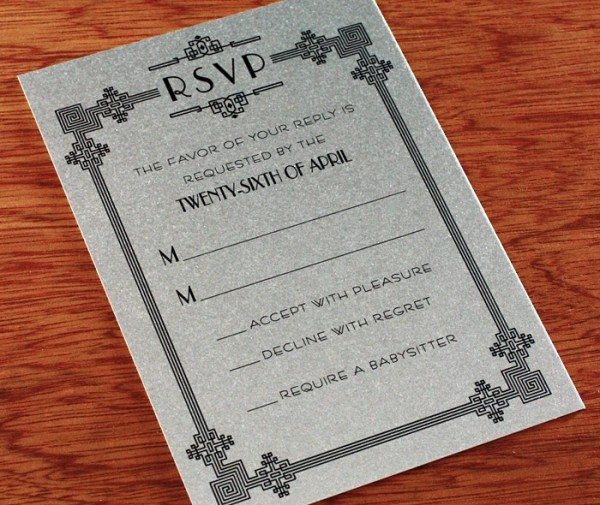 RSVP
THE FAVOR OF YOUR REPLY IS
REQUESTED BY THE
TWENTY-SIXTH OF APRIL
M
M
ACCEPT WITH PLEASURE
DECLINE WITH REGRET
REQUIRE A BABYSITTER